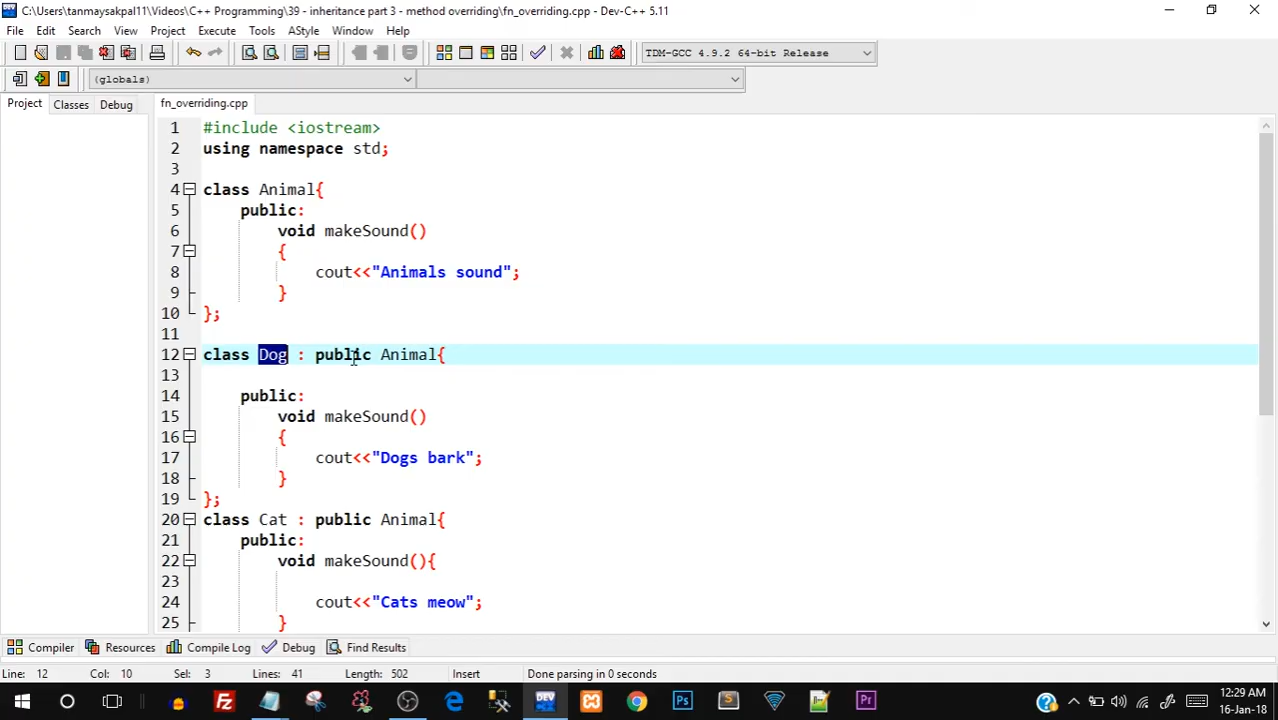 C:\Users\tanmaysakpal11\Videos\C++ Programming\39 - inheritance part 3 - method overriding\fn_overriding.cpp - Dev-C++ 5.11
File Edit Search View Project Execute Tools AStyle Window Help
TDM-GCC 4.9.2 64-bit Release
(globals)
Project Classes Debug fn_overriding.cpp
1 #include <iostream>
2 using namespace std;
3
4 class Animal{
5 public:
6 void makeSound()
7 {
8 cout<<"Animals sound";
9 }
10 };
11
12 class Dog : public Animal{
13
14 public:
15 void makeSound()
16 {
17 cout<<"Dogs bark";
18 }
19 };
20 class Cat : public Animal{
21 public:
22 void makeSound(){
23
24 cout<<"Cats meow";
25 }
Compiler Resources Compile Log Debug Find Results
Line: 12 Col: 10 Sel: 3 Lines: 41 Length: 502 Insert Done parsing in 0 seconds
12:29 AM
16-Jan-18